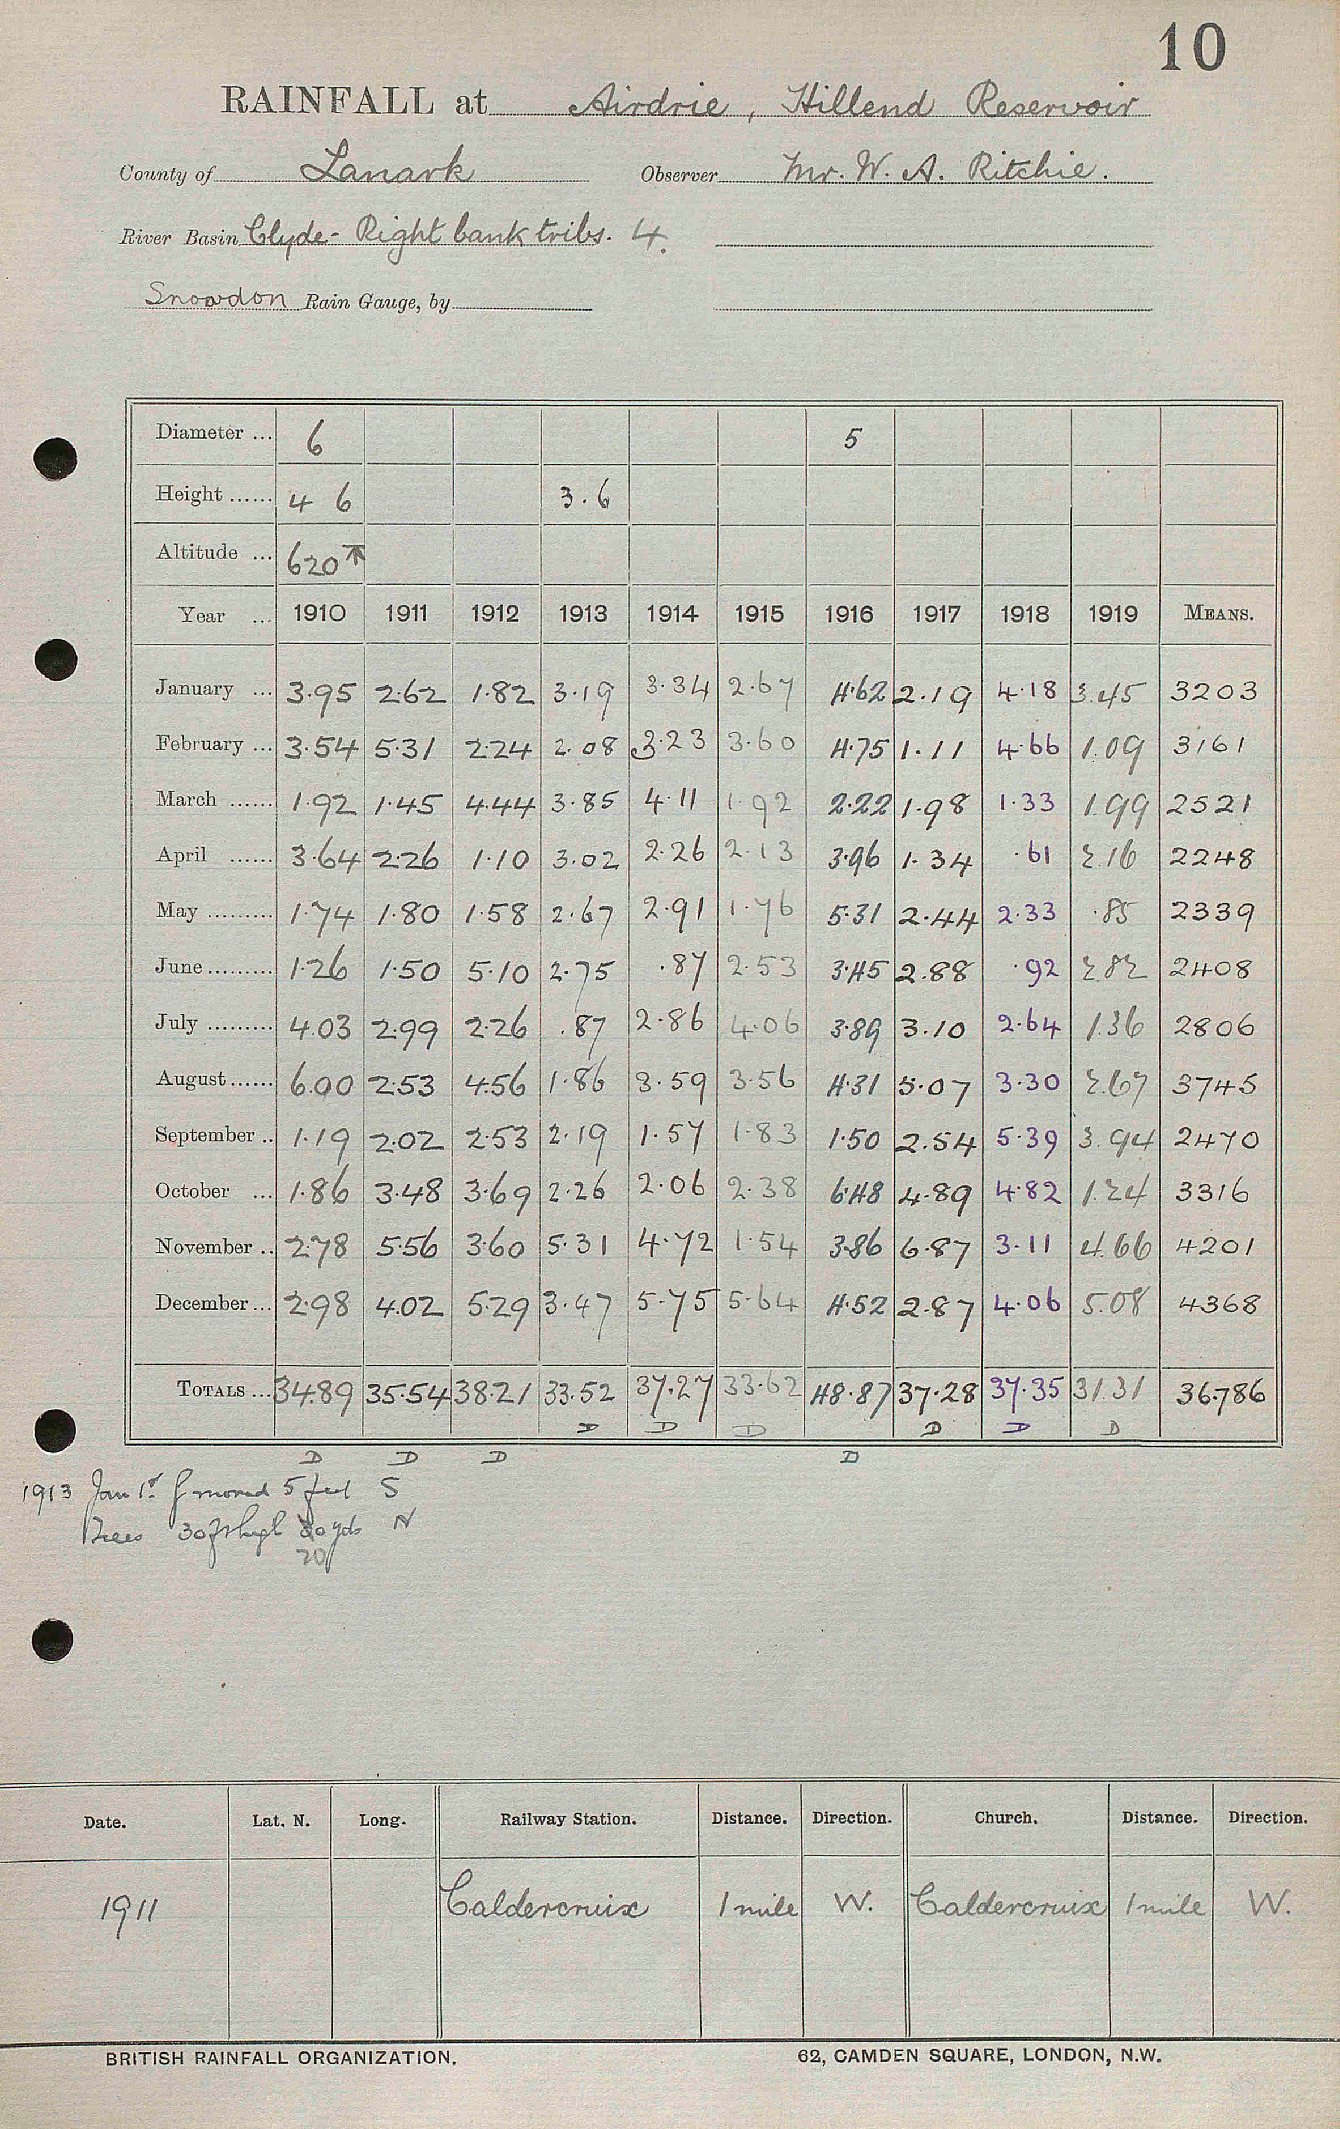 10
RAINFALL at Airdrie, Hillend Reservoir
County of Lanark Observer Mr. W. A. Ritchie.
River Basin Clyde - Right bank tribs. 4.
Snowdon Rain Gauge, by
Diameter ... 6 5
Height ...... 4 6 3.6
Altitude ... 620
Year ... 1910 1911 1912 1913 1914 1915 1916 1917 1918 1919 MEANS.
January ... 3.95 2.62 1.82 3.19 3.34 2.67 4.62 2.19 4.18 3.45 3203
February ... 3.54 5.31 2.24 2.08 3.23 3.60 4.75 1.11 4.66 1.09 3161
March ...... 1.92 1.45 4.44 3.85 4.11 1.92 2.22 1.98 1.33 1.99 2521
April ...... 3.64 2.26 1.10 3.02 2.26 2.13 3.96 1.34 .61 2.16 2248
May ......... 1.74 1.80 1.58 2.67 2.91 1.76 5.31 2.44 2.33 .85 2339
June ......... 1.26 1.50 5.10 2.75 .87 2.53 3.45 2.88 .92 2.82 2408
July ......... 4.03 2.99 2.26 .87 2.86 4.06 3.89 3.10 2.64 1.36 2806
August ...... 6.00 2.53 4.56 1.86 3.59 3.56 4.31 5.07 3.30 2.67 3745
September .. 1.19 2.02 2.53 2.19 1.57 1.83 1.50 2.54 5.39 3.94 2470
October ... 1.86 3.48 3.69 2.26 2.06 2.38 6.48 4.89 4.82 1.24 3316
November .. 2.78 5.56 3.60 5.31 4.72 1.54 3.86 6.87 3.11 4.66 4201
December ... 2.98 4.02 5.29 3.47 5.75 5.64 4.52 2.87 4.06 5.08 4368
TOTALS ... 34.89 35.54 38.21 33.52 37.27 33.62 48.87 37.28 37.35 31.31 36.786
D D D D D D
D D D D
1913 Jan 1st. moved 5 feet S
Trees 30 ft high yds N
20
Date. Lat. N. Long. Railway Station. Distance. Direction. Church. Distance. Direction.
1911 Caldercruix 1 mile W. Caldercruix 1 mile W.
BRITISH RAINFALL ORGANIZATION. 62, CAMDEN SQUARE, LONDON, N.W.